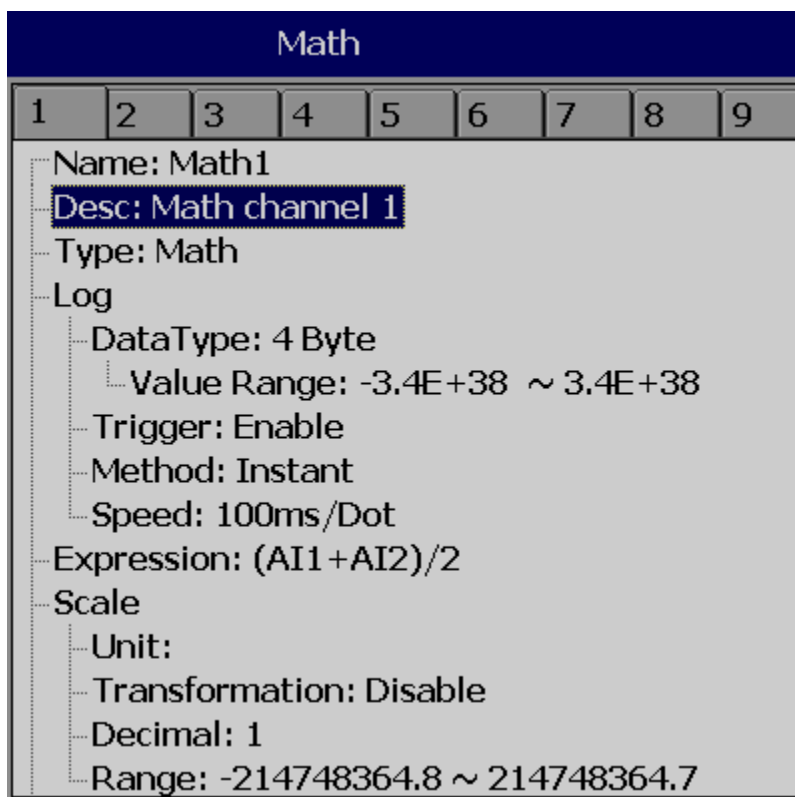 Math
1 2 3 4 5 6 7 8 9
Name: Math1
Desc: Math channel 1
Type: Math
Log
DataType: 4 Byte
Value Range: -3.4E+38 ~ 3.4E+38
Trigger: Enable
Method: Instant
Speed: 100ms/Dot
Expression: (AI1+AI2)/2
Scale
Unit:
Transformation: Disable
Decimal: 1
Range: -214748364.8 ~ 214748364.7